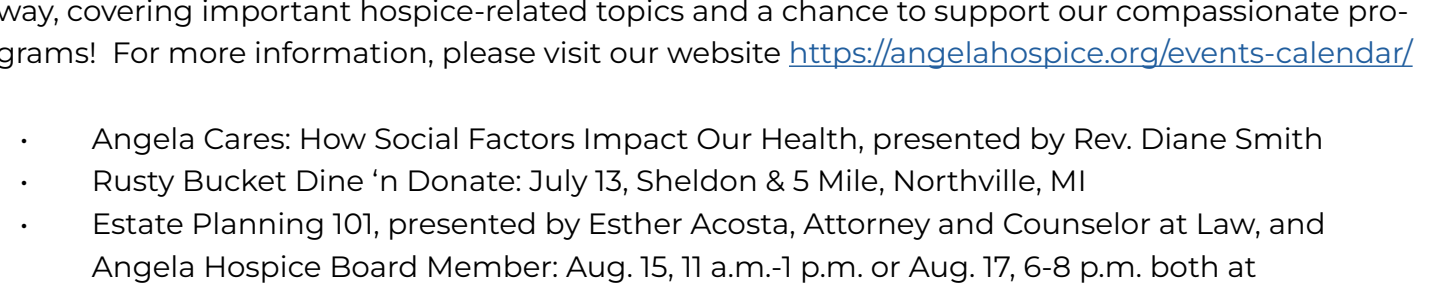 way, covering important hospice-related topics and a chance to support our compassionate pro-
grams!  For more information, please visit our website https://angelahospice.org/events-calendar/
• Angela Cares: How Social Factors Impact Our Health, presented by Rev. Diane Smith
• Rusty Bucket Dine ‘n Donate: July 13, Sheldon & 5 Mile, Northville, MI
• Estate Planning 101, presented by Esther Acosta, Attorney and Counselor at Law, and
Angela Hospice Board Member: Aug. 15, 11 a.m.-1 p.m. or Aug. 17, 6-8 p.m. both at